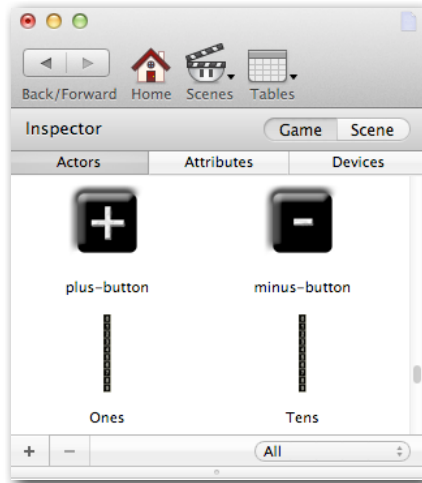 Back/Forward Home Scenes Tables
Inspector Game Scene
Actors Attributes Devices
plus-button minus-button
Ones Tens
All